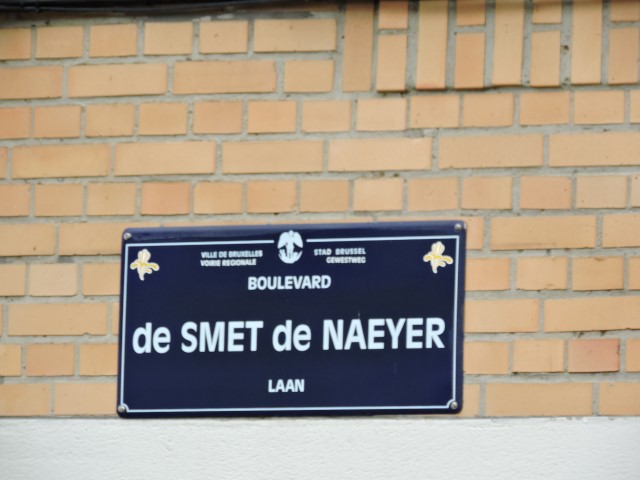 VILLE DE BRUXELLES STAD BRUSSEL
VOIRIE REGIONALE GEWESTWEG
BOULEVARD
de SMET de NAEYER
LAAN